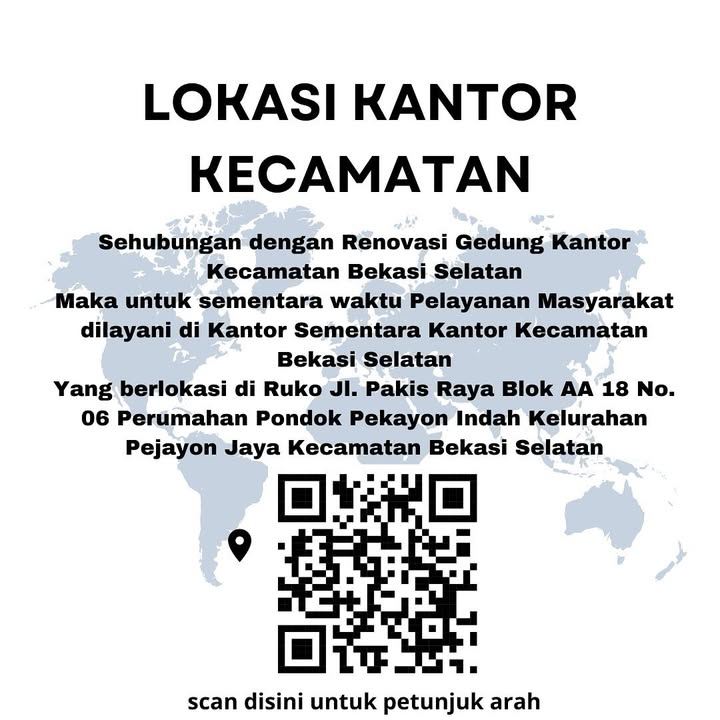 LOKASI KANTOR
KECAMATAN
Sehubungan dengan Renovasi Gedung Kantor
Kecamatan Bekasi Selatan
Maka untuk sementara waktu Pelayanan Masyarakat
dilayani di Kantor Sementara Kantor Kecamatan
Bekasi Selatan
Yang berlokasi di Ruko Jl. Pakis Raya Blok AA 18 No.
06 Perumahan Pondok Pekayon Indah Kelurahan
Pejayon Jaya Kecamatan Bekasi Selatan
scan disini untuk petunjuk arah